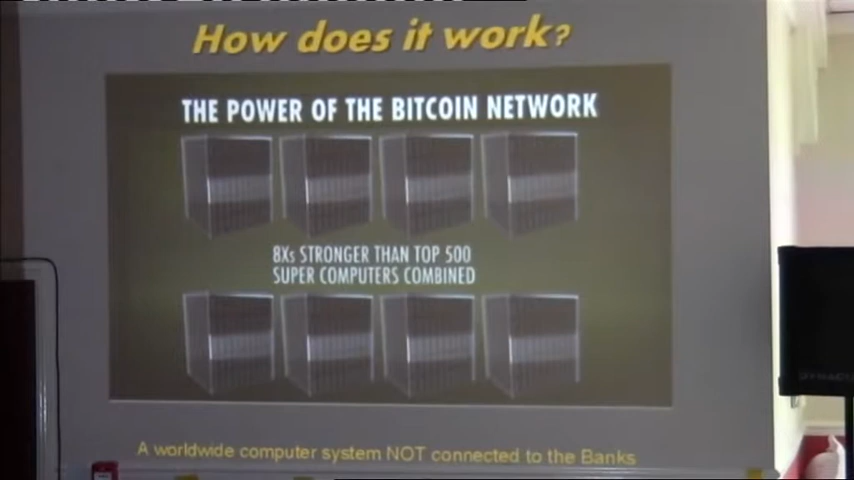 How does it work?
THE POWER OF THE BITCOIN NETWORK
8Xs STRONGER THAN TOP 500
SUPER COMPUTERS COMBINED
A worldwide computer system NOT connected to the Banks